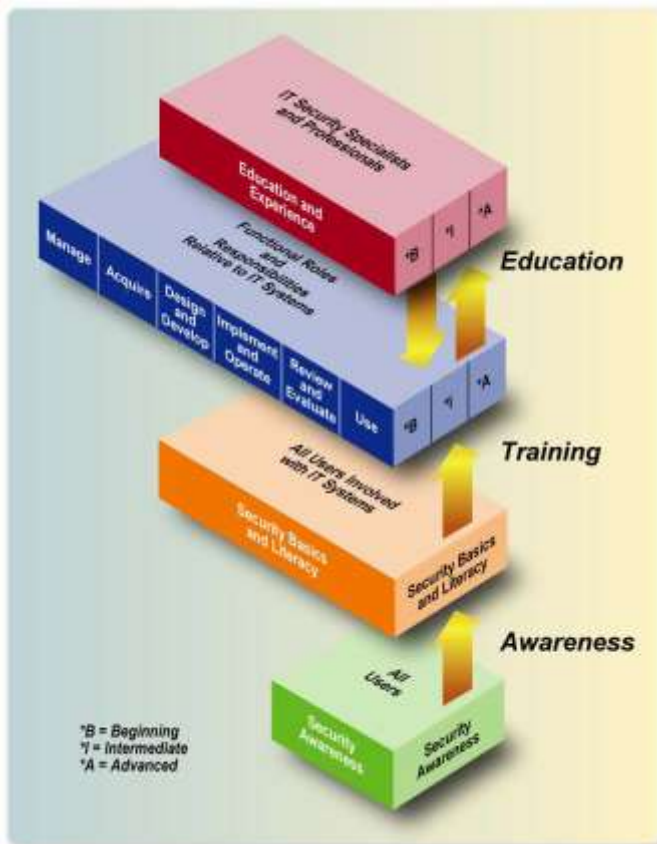 IT Security Specialists
and Professionals
Education and
Experience
*B
*I
*A
Education
Functional Roles
and
Responsibilities
Relative to IT Systems
Manage
Acquire
Design
and
Develop
Implement
and
Operate
Review
and
Evaluate
Use
*B
*I
*A
Training
All Users Involved
with IT Systems
Security Basics
and Literacy
Security Basics
and Literacy
Awareness
All
Users
Security
Awareness
Security
Awareness
*B = Beginning
*I = Intermediate
*A = Advanced